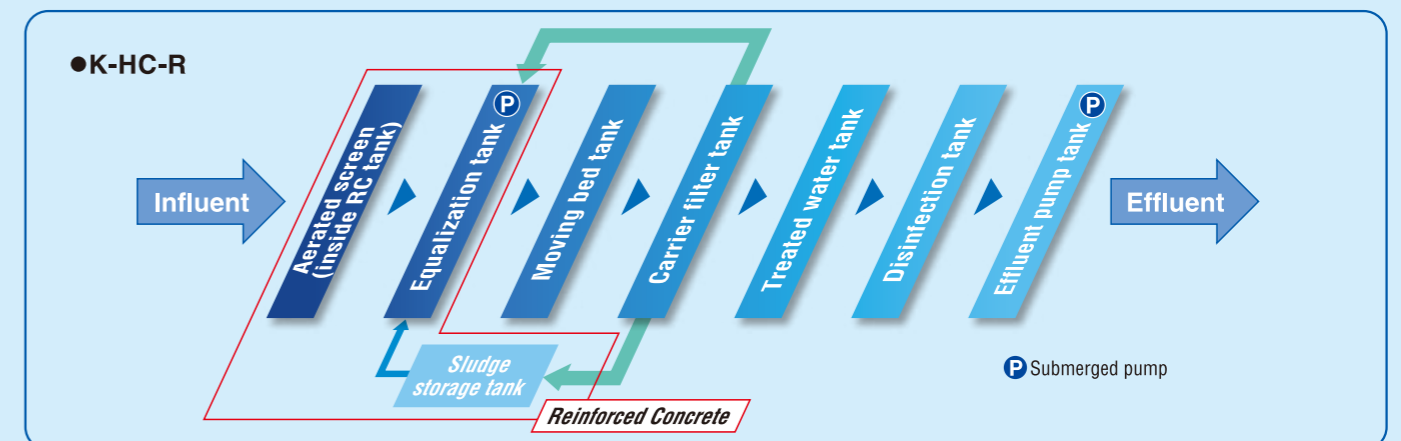 ●K-HC-R
Influent
Aerated screen
(inside RC tank)
Equalization tank
P
Moving bed tank
Carrier filter tank
Treated water tank
Disinfection tank
Effluent pump tank
P
Effluent
Sludge
storage tank
Reinforced Concrete
P Submerged pump